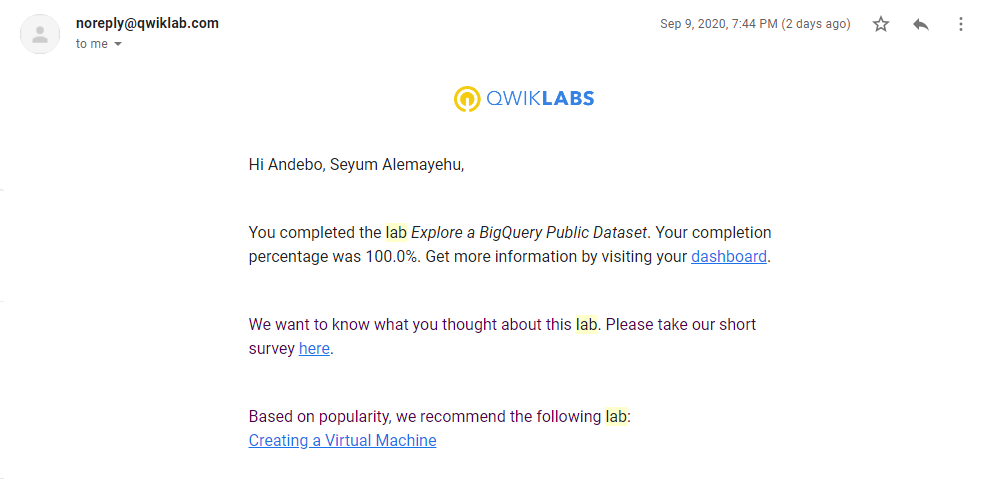 noreply@qwiklab.com
Sep 9, 2020, 7:44 PM (2 days ago)
to me
QWIKLABS
Hi Andebo, Seyum Alemayehu,
You completed the lab Explore a BigQuery Public Dataset. Your completion
percentage was 100.0%. Get more information by visiting your dashboard.
We want to know what you thought about this lab. Please take our short
survey here.
Based on popularity, we recommend the following lab:
Creating a Virtual Machine